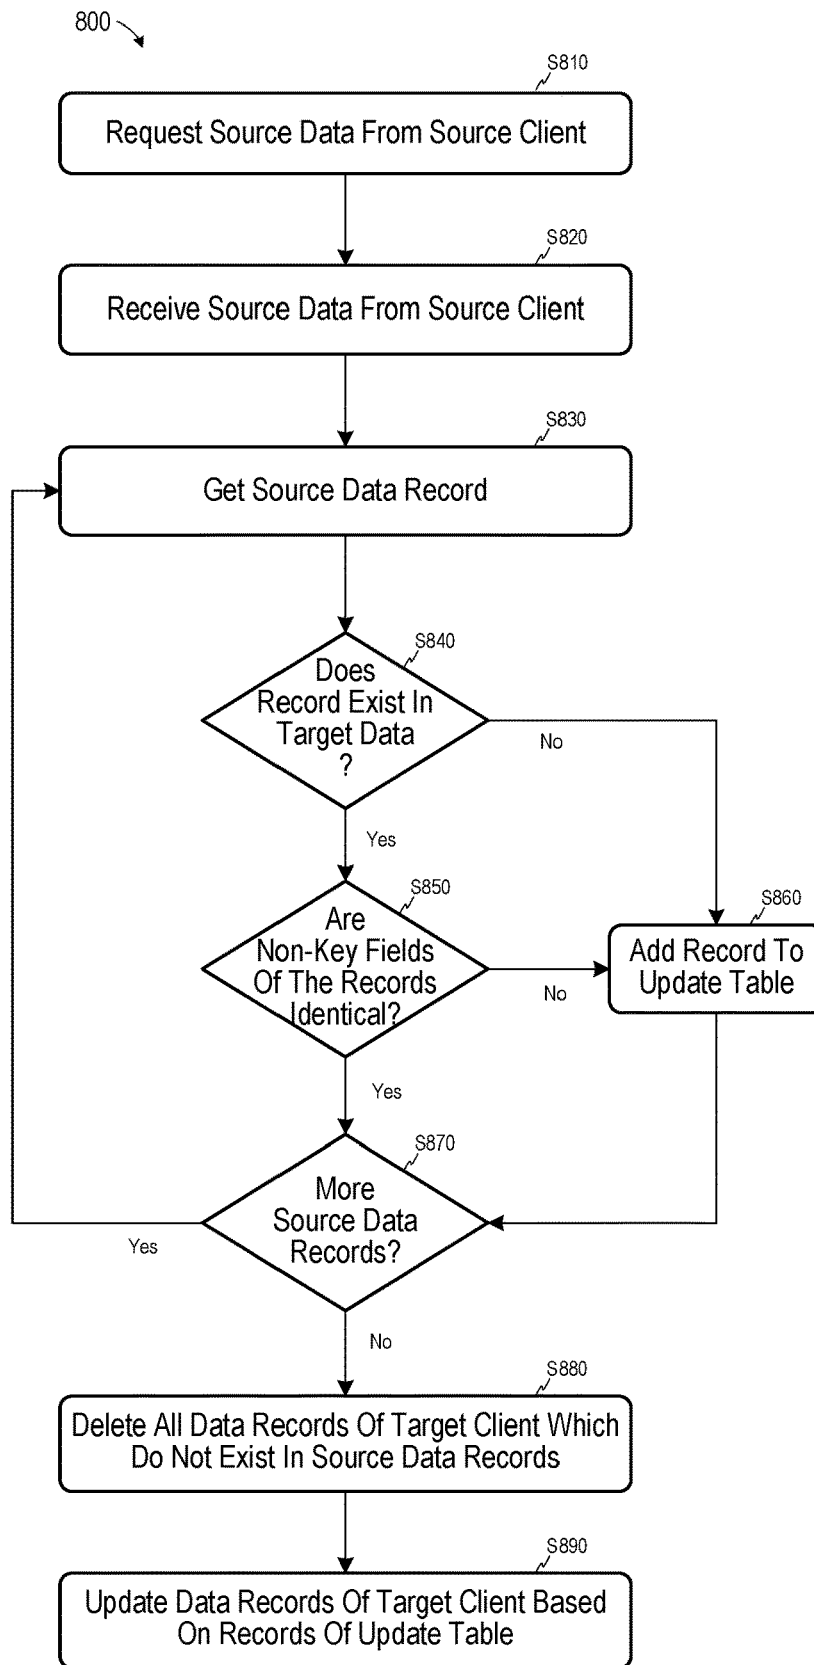 800
S810
Request Source Data From Source Client
S820
Receive Source Data From Source Client
S830
Get Source Data Record
S840
Does
Record Exist In
Target Data
?
No
Yes
S850
Are
Non-Key Fields
Of The Records
Identical?
No
S860
Add Record To
Update Table
Yes
S870
More
Source Data
Records?
Yes
No
S880
Delete All Data Records Of Target Client Which
Do Not Exist In Source Data Records
S890
Update Data Records Of Target Client Based
On Records Of Update Table